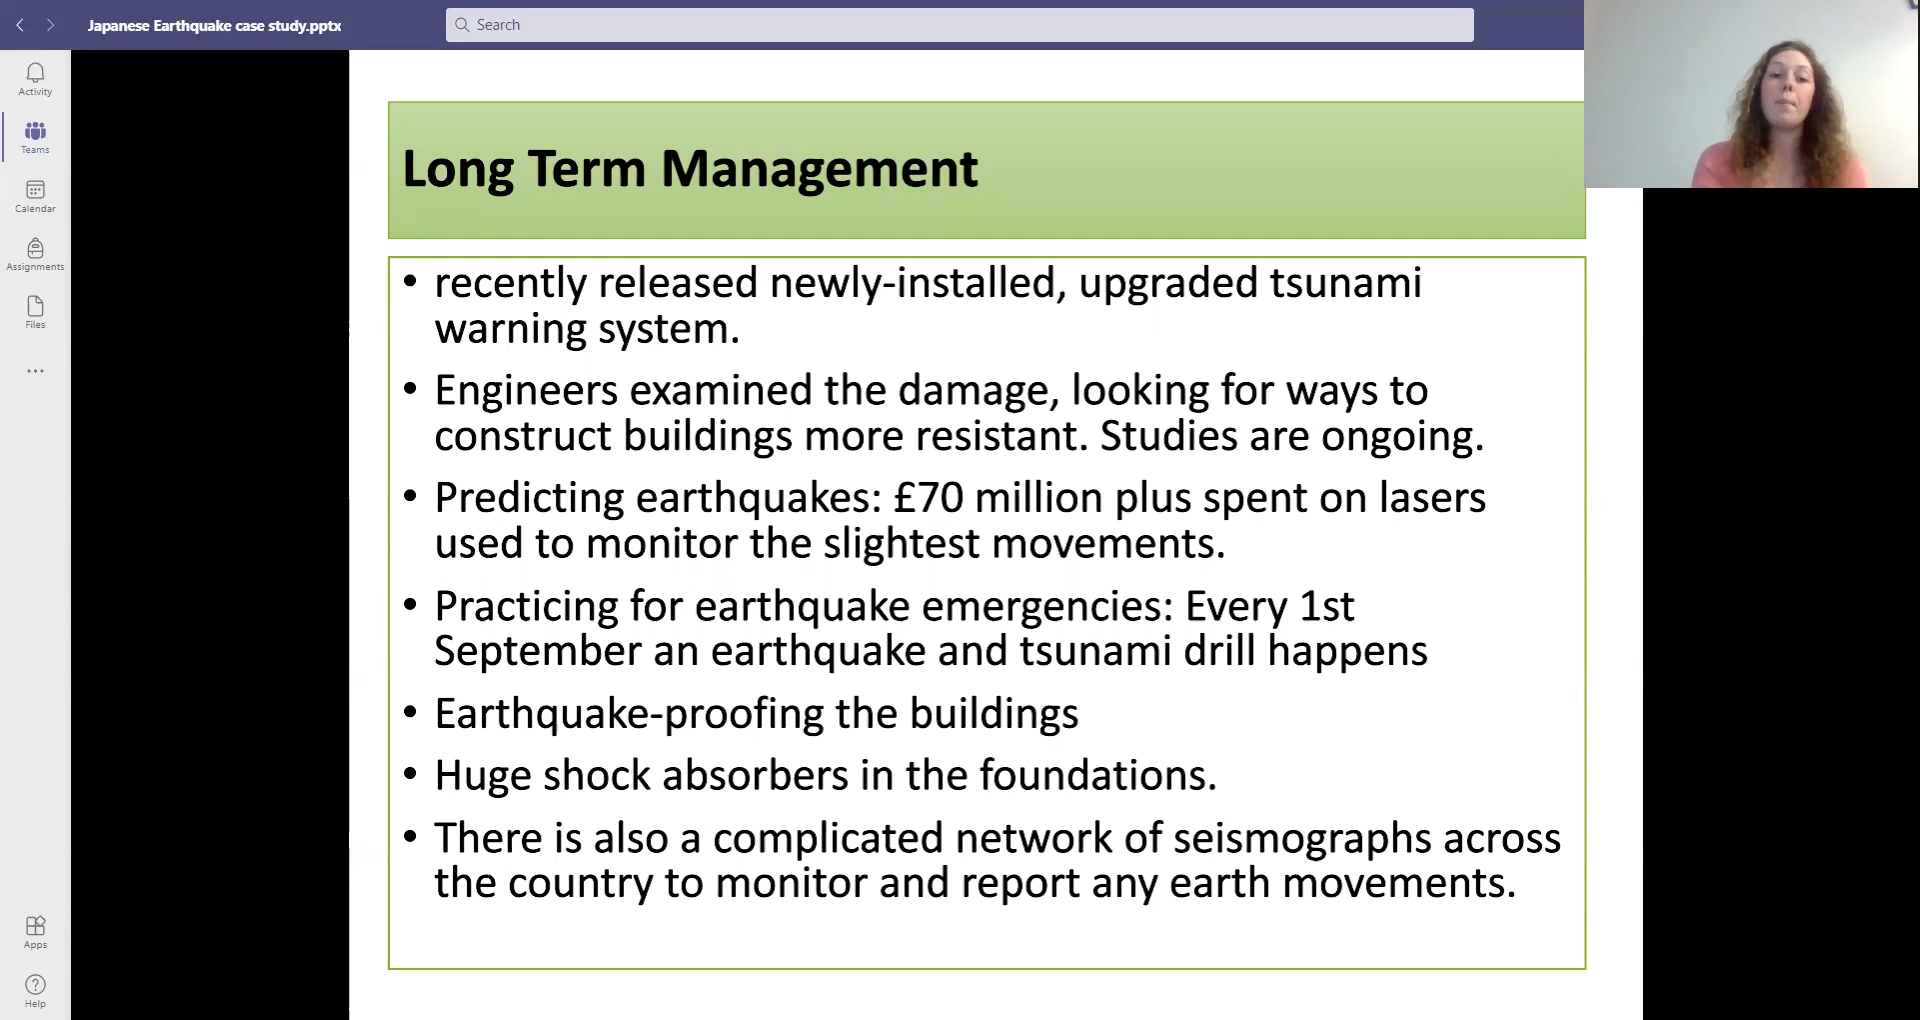 Japanese Earthquake case study.pptx
Search
Activity
Teams
Calendar
Assignments
Files
Apps
Help
Long Term Management
• recently released newly-installed, upgraded tsunami
warning system.
• Engineers examined the damage, looking for ways to
construct buildings more resistant. Studies are ongoing.
• Predicting earthquakes: £70 million plus spent on lasers
used to monitor the slightest movements.
• Practicing for earthquake emergencies: Every 1st
September an earthquake and tsunami drill happens
• Earthquake-proofing the buildings
• Huge shock absorbers in the foundations.
• There is also a complicated network of seismographs across
the country to monitor and report any earth movements.